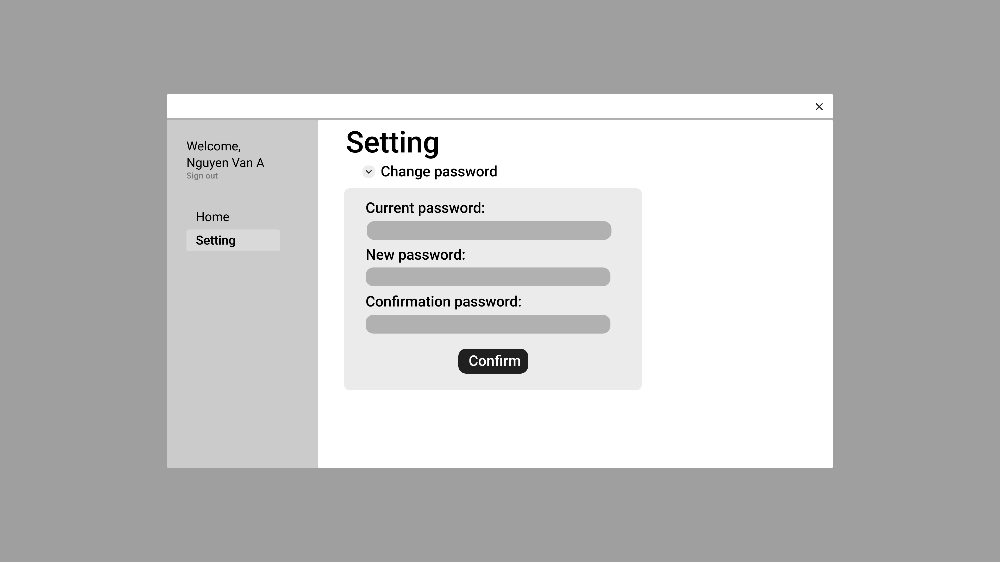 Welcome,
Nguyen Van A
Sign out
Home
Setting
Setting
Change password
Current password:
New password:
Confirmation password:
Confirm